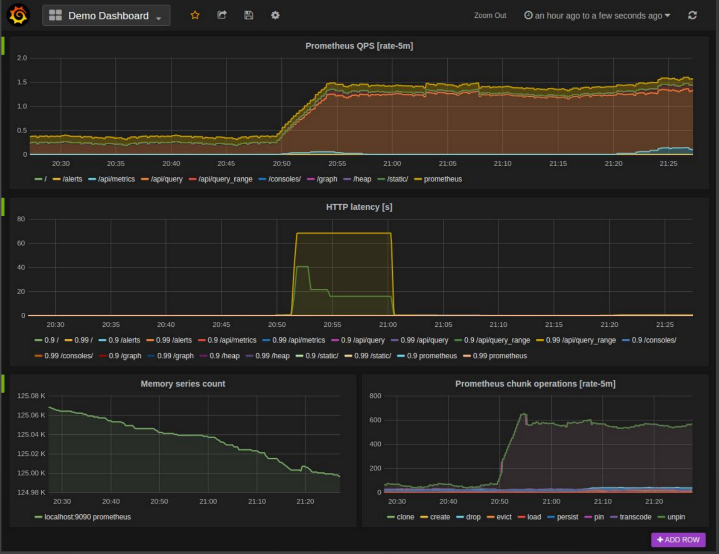 Demo Dashboard
Zoom Out
an hour ago to a few seconds ago
Prometheus QPS [rate-5m]
2.0
1.5
1.0
0.5
0
20:30 20:35 20:40 20:45 20:50 20:55 21:00 21:05 21:10 21:15 21:20 21:25
/ /alerts /api/metrics /api/query /api/query_range /consoles/ /graph /heap /static/ prometheus
HTTP latency [s]
80
60
40
20
0
20:30 20:35 20:40 20:45 20:50 20:55 21:00 21:05 21:10 21:15 21:20 21:25
0.9 / 0.99 / 0.9 /alerts 0.99 /alerts 0.9 /api/metrics 0.99 /api/metrics 0.9 /api/query 0.99 /api/query 0.9 /api/query_range 0.99 /api/query_range 0.9 /consoles/
0.99 /consoles/ 0.9 /graph 0.99 /graph 0.9 /heap 0.99 /heap 0.9 /static/ 0.99 /static/ 0.9 prometheus 0.99 prometheus
Memory series count
125.08 K
125.06 K
125.04 K
125.02 K
125.00 K
124.98 K
20:30 20:40 20:50 21:00 21:10 21:20
localhost:9090 prometheus
Prometheus chunk operations [rate-5m]
800
600
400
200
0
20:30 20:40 20:50 21:00 21:10 21:20
clone create drop evict load persist pin transcode unpin
+ ADD ROW